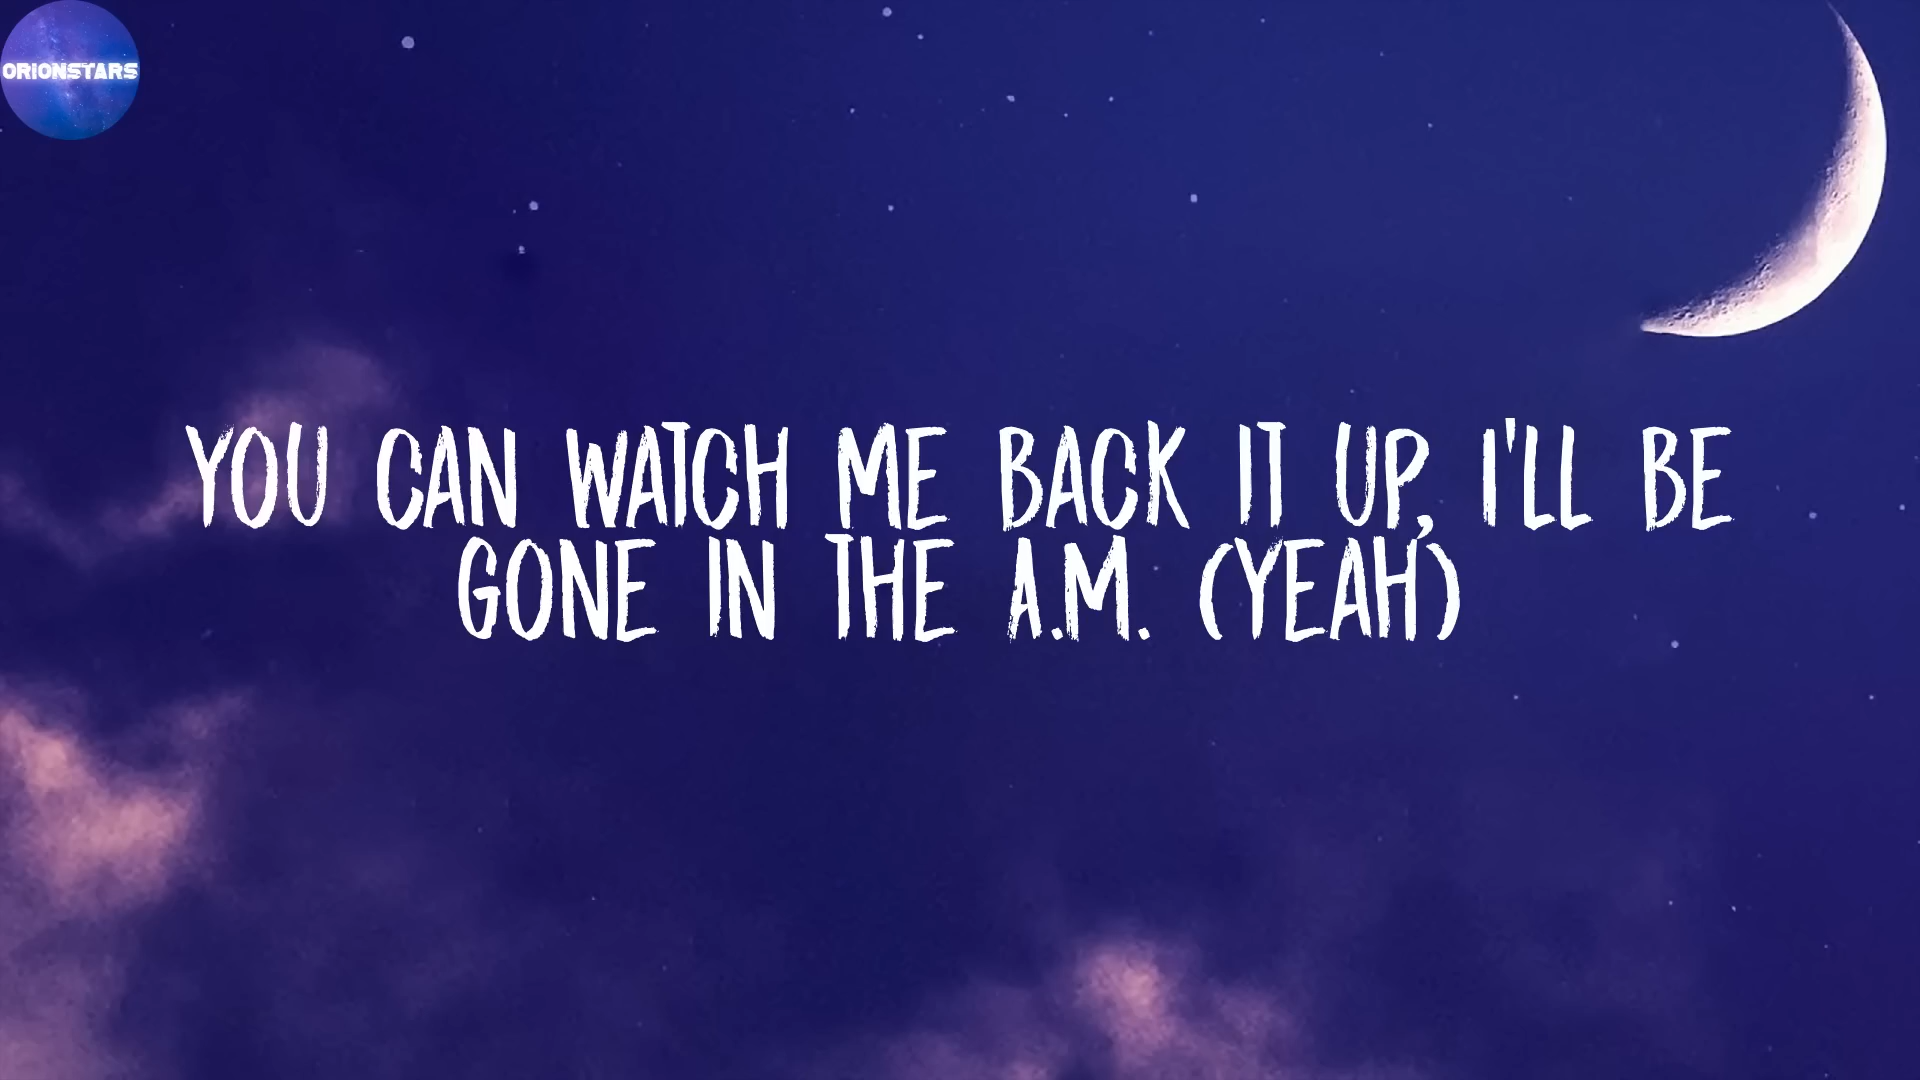 ORIONSTARS
YOU CAN WATCH ME BACK IT UP, I'LL BE
GONE IN THE A.M. (YEAH)